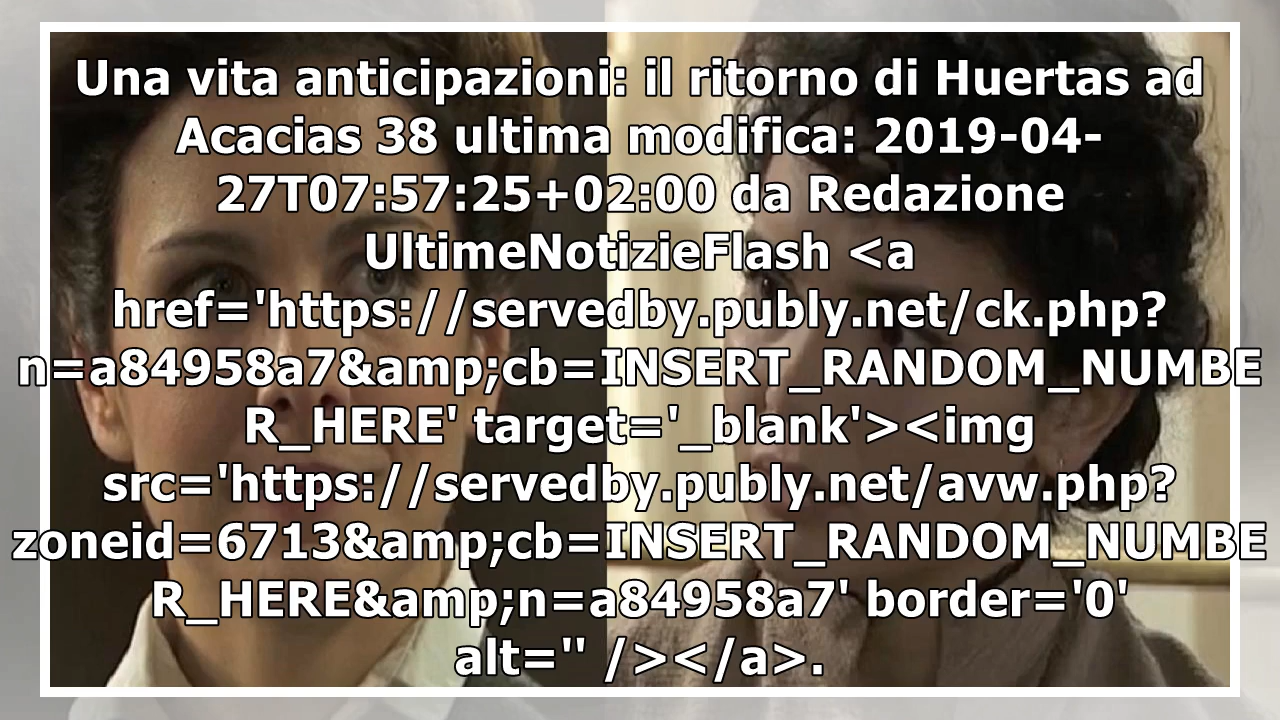 Una vita anticipazioni: il ritorno di Huertas ad
Acacias 38 ultima modifica: 2019-04-
27T07:57:25+02:00 da Redazione
UltimeNotizieFlash <a
href='https://servedby.publy.net/ck.php?
n=a84958a7&amp;cb=INSERT_RANDOM_NUMBE
R_HERE' target='_blank'><img
src='https://servedby.publy.net/avw.php?
zoneid=6713&amp;cb=INSERT_RANDOM_NUMBE
R_HERE&amp;n=a84958a7' border='0'
alt='' /></a>.